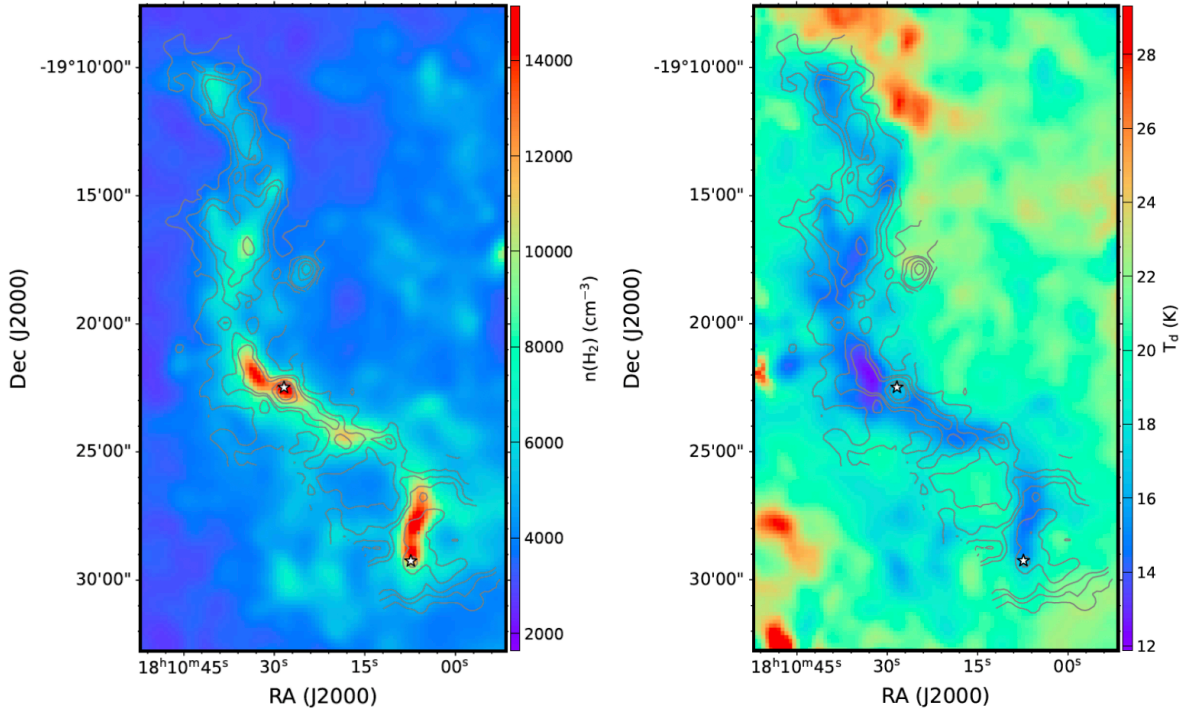 -19°10'00"
15'00"
20'00"
25'00"
30'00"
Dec (J2000)
18ʰ10ᵐ45ˢ
30ˢ
15ˢ
00ˢ
RA (J2000)
14000
12000
10000
8000
6000
4000
2000
n(H₂) (cm⁻³)
-19°10'00"
15'00"
20'00"
25'00"
30'00"
Dec (J2000)
18ʰ10ᵐ45ˢ
30ˢ
15ˢ
00ˢ
RA (J2000)
28
26
24
22
20
18
16
14
12
T_d (K)